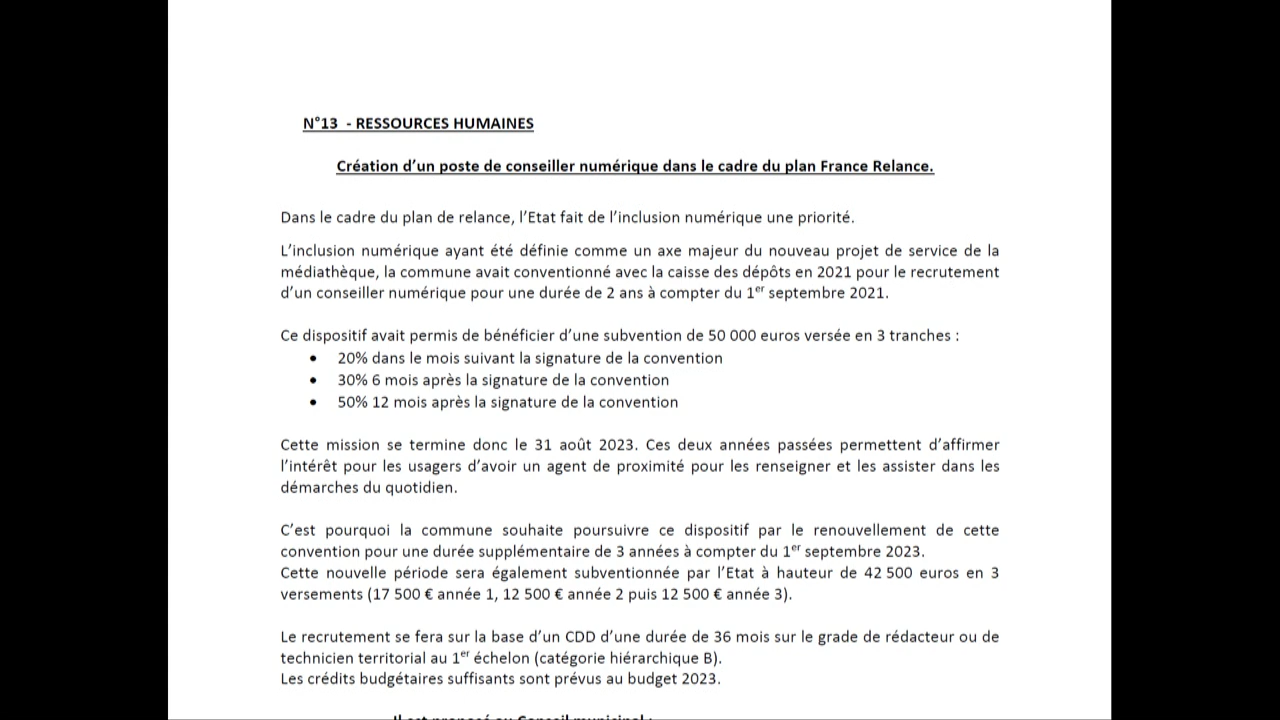 N°13 - RESSOURCES HUMAINES
Création d’un poste de conseiller numérique dans le cadre du plan France Relance.
Dans le cadre du plan de relance, l’Etat fait de l’inclusion numérique une priorité.
L’inclusion numérique ayant été définie comme un axe majeur du nouveau projet de service de la
médiathèque, la commune avait conventionné avec la caisse des dépôts en 2021 pour le recrutement
d’un conseiller numérique pour une durée de 2 ans à compter du 1er septembre 2021.
Ce dispositif avait permis de bénéficier d’une subvention de 50 000 euros versée en 3 tranches :
• 20% dans le mois suivant la signature de la convention
• 30% 6 mois après la signature de la convention
• 50% 12 mois après la signature de la convention
Cette mission se termine donc le 31 août 2023. Ces deux années passées permettent d’affirmer
l’intérêt pour les usagers d’avoir un agent de proximité pour les renseigner et les assister dans les
démarches du quotidien.
C’est pourquoi la commune souhaite poursuivre ce dispositif par le renouvellement de cette
convention pour une durée supplémentaire de 3 années à compter du 1er septembre 2023.
Cette nouvelle période sera également subventionnée par l’Etat à hauteur de 42 500 euros en 3
versements (17 500 € année 1, 12 500 € année 2 puis 12 500 € année 3).
Le recrutement se fera sur la base d’un CDD d’une durée de 36 mois sur le grade de rédacteur ou de
technicien territorial au 1er échelon (catégorie hiérarchique B).
Les crédits budgétaires suffisants sont prévus au budget 2023.
Il est proposé au Conseil municipal :